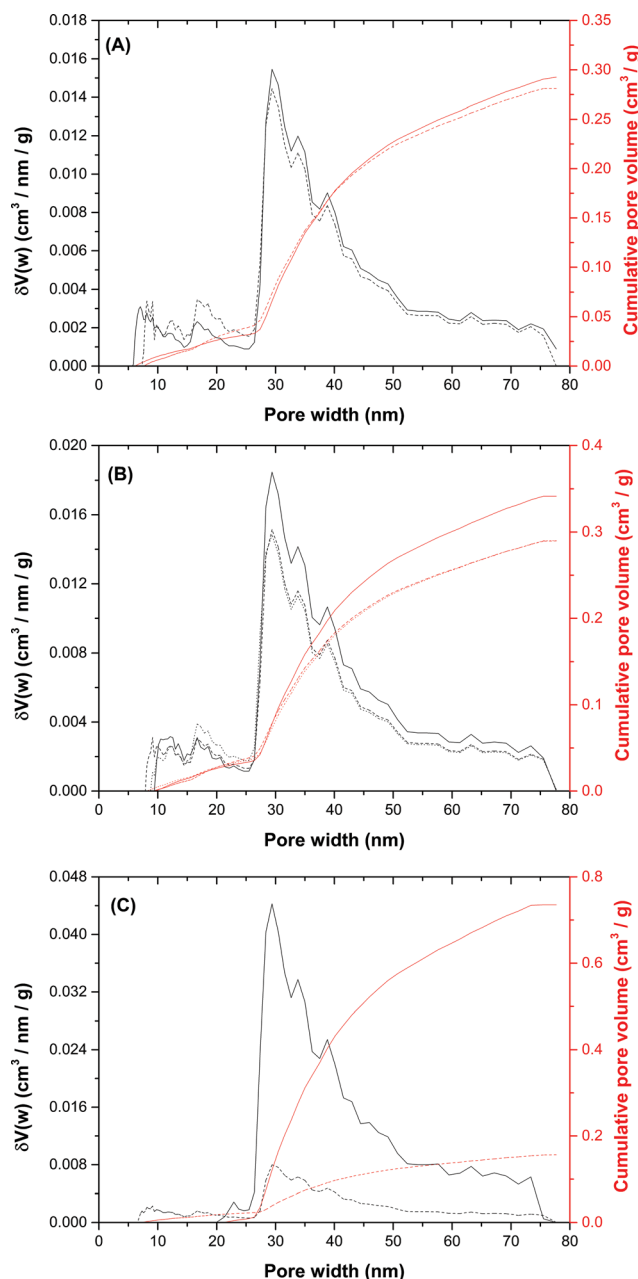 (A)
0.018
0.016
0.014
0.012
0.010
0.008
0.006
0.004
0.002
0.000
δV(w) (cm³ / nm / g)
0.35
0.30
0.25
0.20
0.15
0.10
0.05
0.00
Cumulative pore volume (cm³ / g)
0 10 20 30 40 50 60 70 80
Pore width (nm)
(B)
0.020
0.016
0.012
0.008
0.004
0.000
δV(w) (cm³ / nm / g)
0.4
0.3
0.2
0.1
0.0
Cumulative pore volume (cm³ / g)
0 10 20 30 40 50 60 70 80
Pore width (nm)
(C)
0.048
0.040
0.032
0.024
0.016
0.008
0.000
δV(w) (cm³ / nm / g)
0.8
0.6
0.4
0.2
0.0
Cumulative pore volume (cm³ / g)
0 10 20 30 40 50 60 70 80
Pore width (nm)